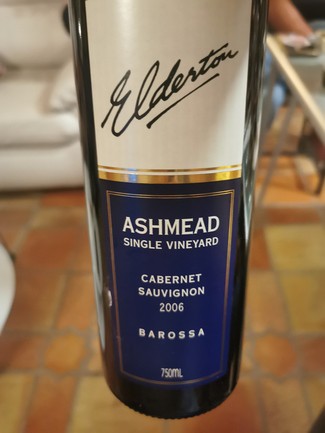 Elderton
ASHMEAD
SINGLE VINEYARD
CABERNET
SAUVIGNON
2006
BAROSSA
750ML